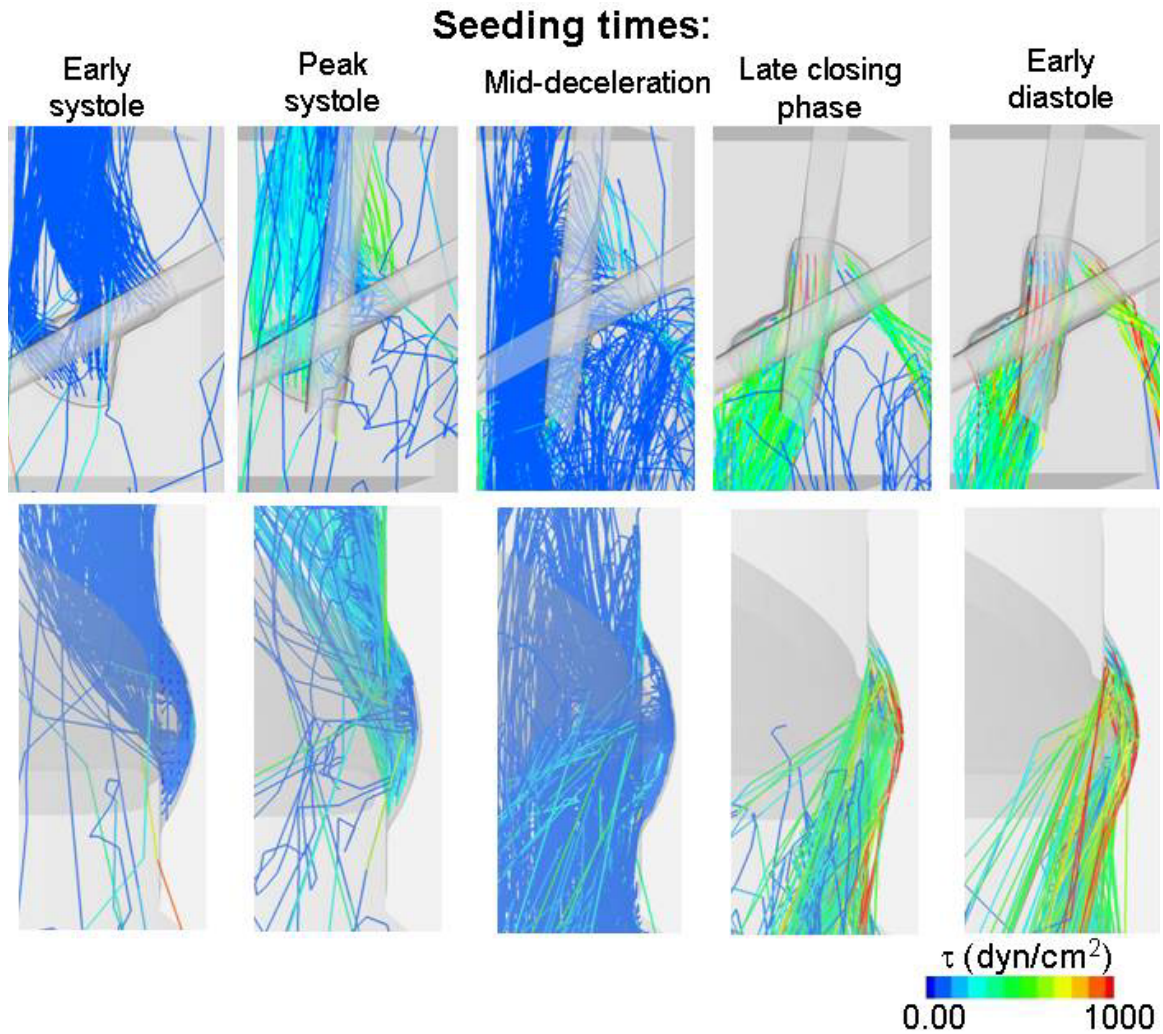 Seeding times:
Early
systole
Peak
systole
Mid-deceleration
Late closing
phase
Early
diastole
τ (dyn/cm²)
0.00
1000